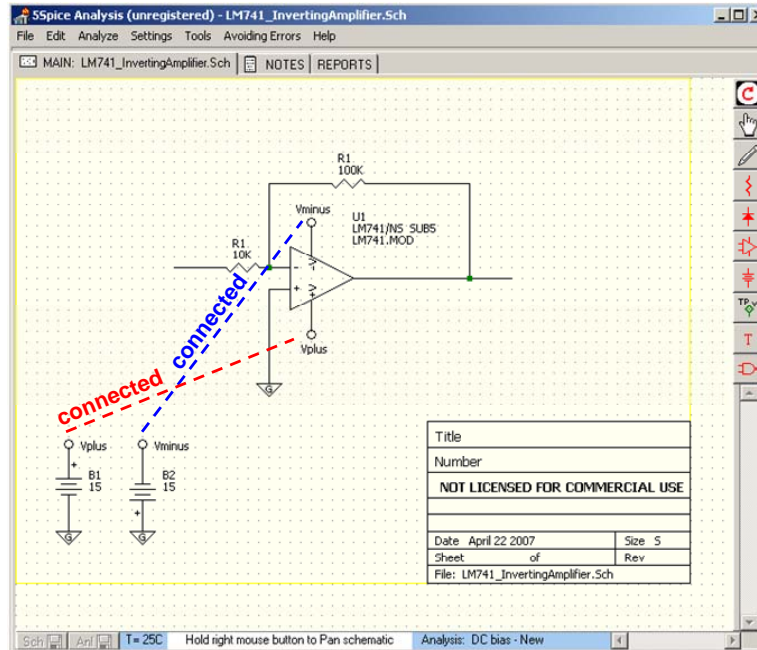 5Spice Analysis (unregistered) - LM741_InvertingAmplifier.Sch
File Edit Analyze Settings Tools Avoiding Errors Help
MAIN: LM741_InvertingAmplifier.Sch NOTES REPORTS
R1
100K
Vminus
U1
LM741/NS SUB5
LM741.MOD
R1
10K
- V-
+ V+
Vplus
G
connected
connected
Vplus Vminus
+ B1
15
B2
15
+
G G
TP V
T
Title
Number
NOT LICENSED FOR COMMERCIAL USE
Date April 22 2007 Size S
Sheet of Rev
File: LM741_InvertingAmplifier.Sch
Sch Anl T= 25C Hold right mouse button to Pan schematic Analysis: DC bias - New